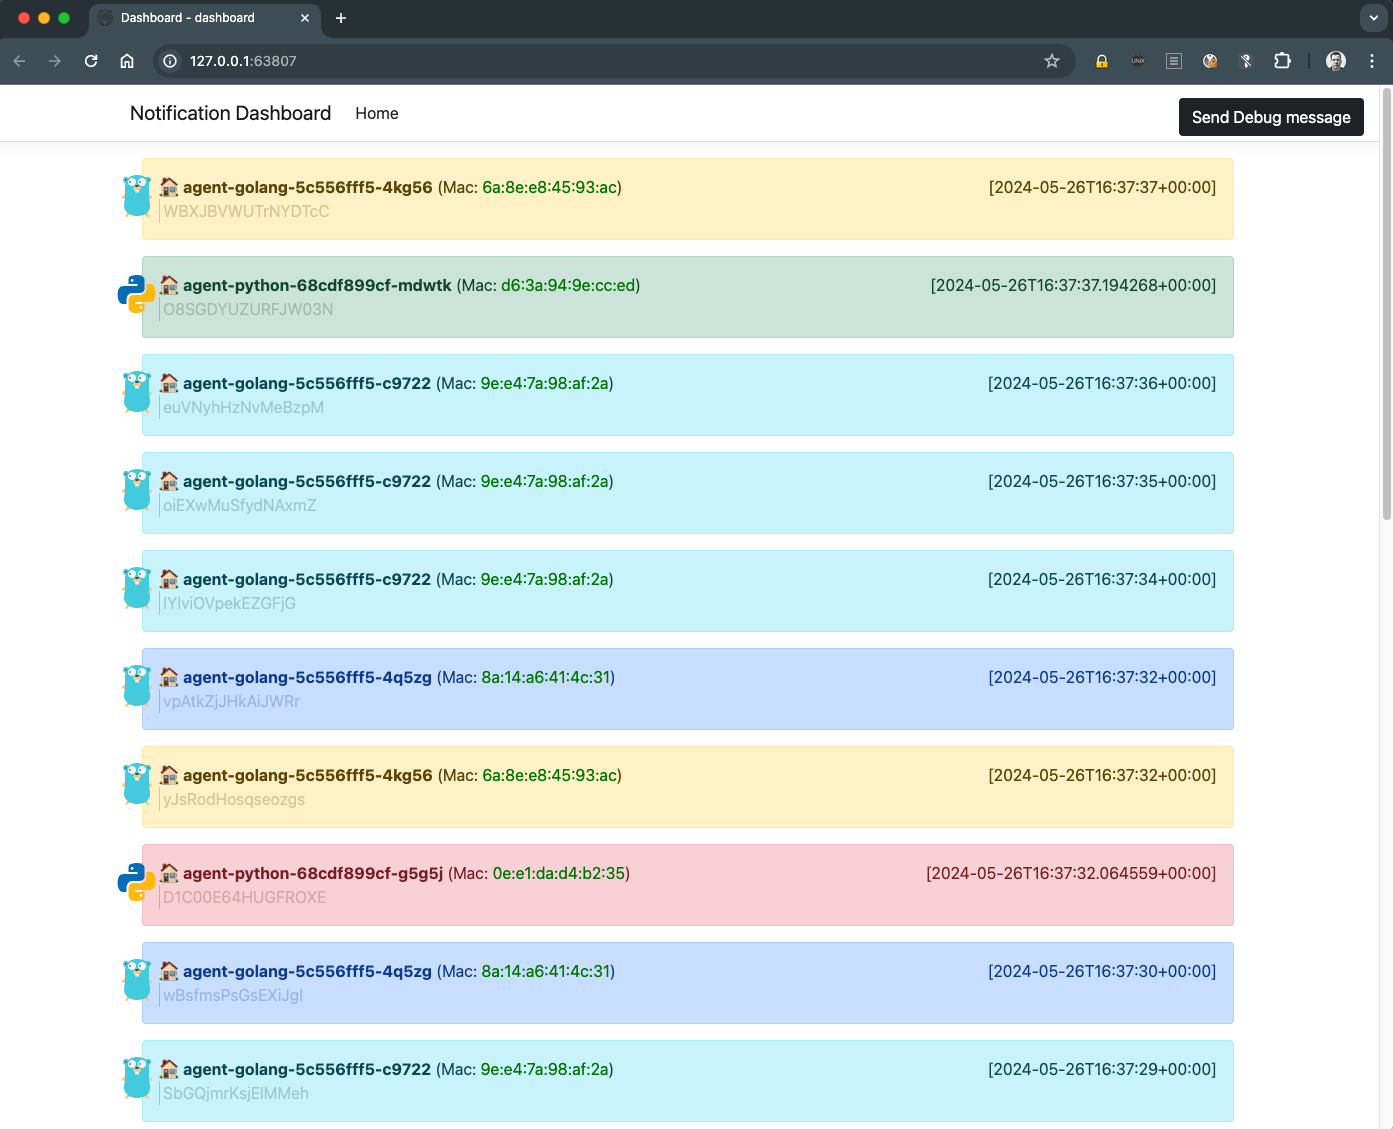 Dashboard - dashboard
127.0.0.1:63807
Notification Dashboard Home Send Debug message
agent-golang-5c556fff5-4kg56 (Mac: 6a:8e:e8:45:93:ac) [2024-05-26T16:37:37+00:00]
WBXJBVWUTrNYDTcC
agent-python-68cdf899cf-mdwtk (Mac: d6:3a:94:9e:cc:ed) [2024-05-26T16:37:37.194268+00:00]
O8SGDYUZURFJW03N
agent-golang-5c556fff5-c9722 (Mac: 9e:e4:7a:98:af:2a) [2024-05-26T16:37:36+00:00]
euVNyhHzNvMeBzpM
agent-golang-5c556fff5-c9722 (Mac: 9e:e4:7a:98:af:2a) [2024-05-26T16:37:35+00:00]
oiEXwMuSfydNAxmZ
agent-golang-5c556fff5-c9722 (Mac: 9e:e4:7a:98:af:2a) [2024-05-26T16:37:34+00:00]
agent-golang-5c556fff5-4q5zg (Mac: 8a:14:a6:41:4c:31) [2024-05-26T16:37:32+00:00]
vpAtkZjJHkAiJWRr
agent-golang-5c556fff5-4kg56 (Mac: 6a:8e:e8:45:93:ac) [2024-05-26T16:37:32+00:00]
yJsRodHosqseozgs
agent-python-68cdf899cf-g5g5j (Mac: 0e:e1:da:d4:b2:35) [2024-05-26T16:37:32.064559+00:00]
D1C00E64HUGFROXE
agent-golang-5c556fff5-4q5zg (Mac: 8a:14:a6:41:4c:31) [2024-05-26T16:37:30+00:00]
agent-golang-5c556fff5-c9722 (Mac: 9e:e4:7a:98:af:2a) [2024-05-26T16:37:29+00:00]